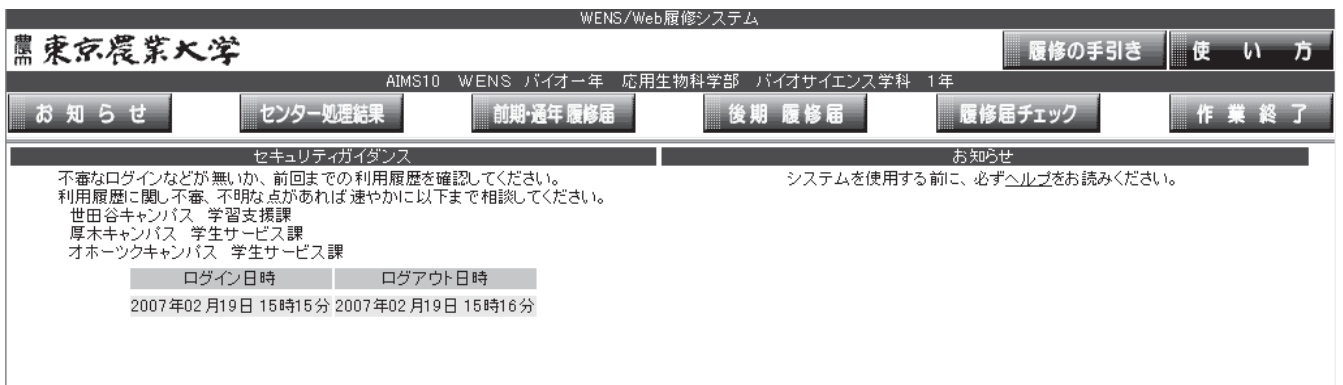 WENS/Web履修システム
東京農業大学
履修の手引き
使い方
AIMS10 WENS バイオ一年 応用生物科学部 バイオサイエンス学科 1年
お知らせ
センター処理結果
前期・通年履修届
後期 履修届
履修届チェック
作業終了
セキュリティガイダンス
不審なログインなどが無いか、前回までの利用履歴を確認してください。
利用履歴に関し不審、不明な点があれば速やかに以下まで相談してください。
世田谷キャンパス 学習支援課
厚木キャンパス 学生サービス課
オホーツクキャンパス 学生サービス課
ログイン日時 ログアウト日時
2007年02月19日 15時15分 2007年02月19日 15時16分
お知らせ
システムを使用する前に、必ずヘルプをお読みください。